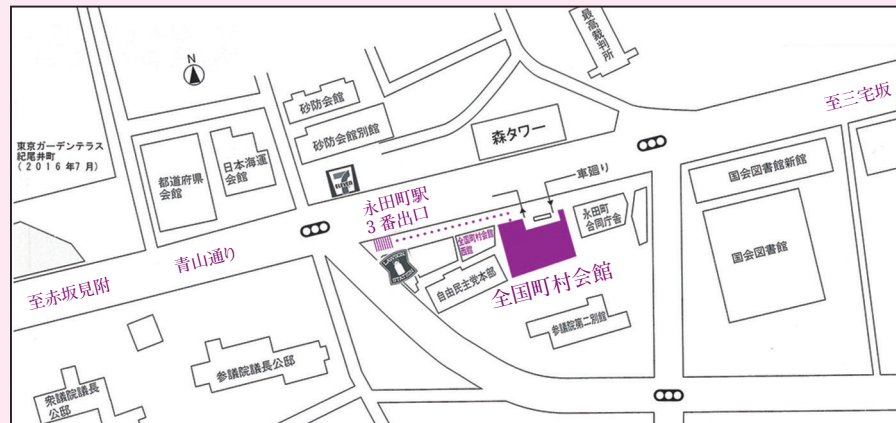 最高裁判所
N
至三宅坂
砂防会館
砂防会館別館
森タワー
東京ガーデンテラス
紀尾井町
(2016年7月)
都道府県
会館
日本海運
会館
7
ELEVEN
車廻り
国会図書館新館
永田町駅
3番出口
永田町
合同庁舎
全国町村会館
西館
青山通り
LAWSON
STATION
国会図書館
至赤坂見附
自由民主党本部
全国町村会館
参議院第二別館
参議院議長公邸
衆議院議長
公邸